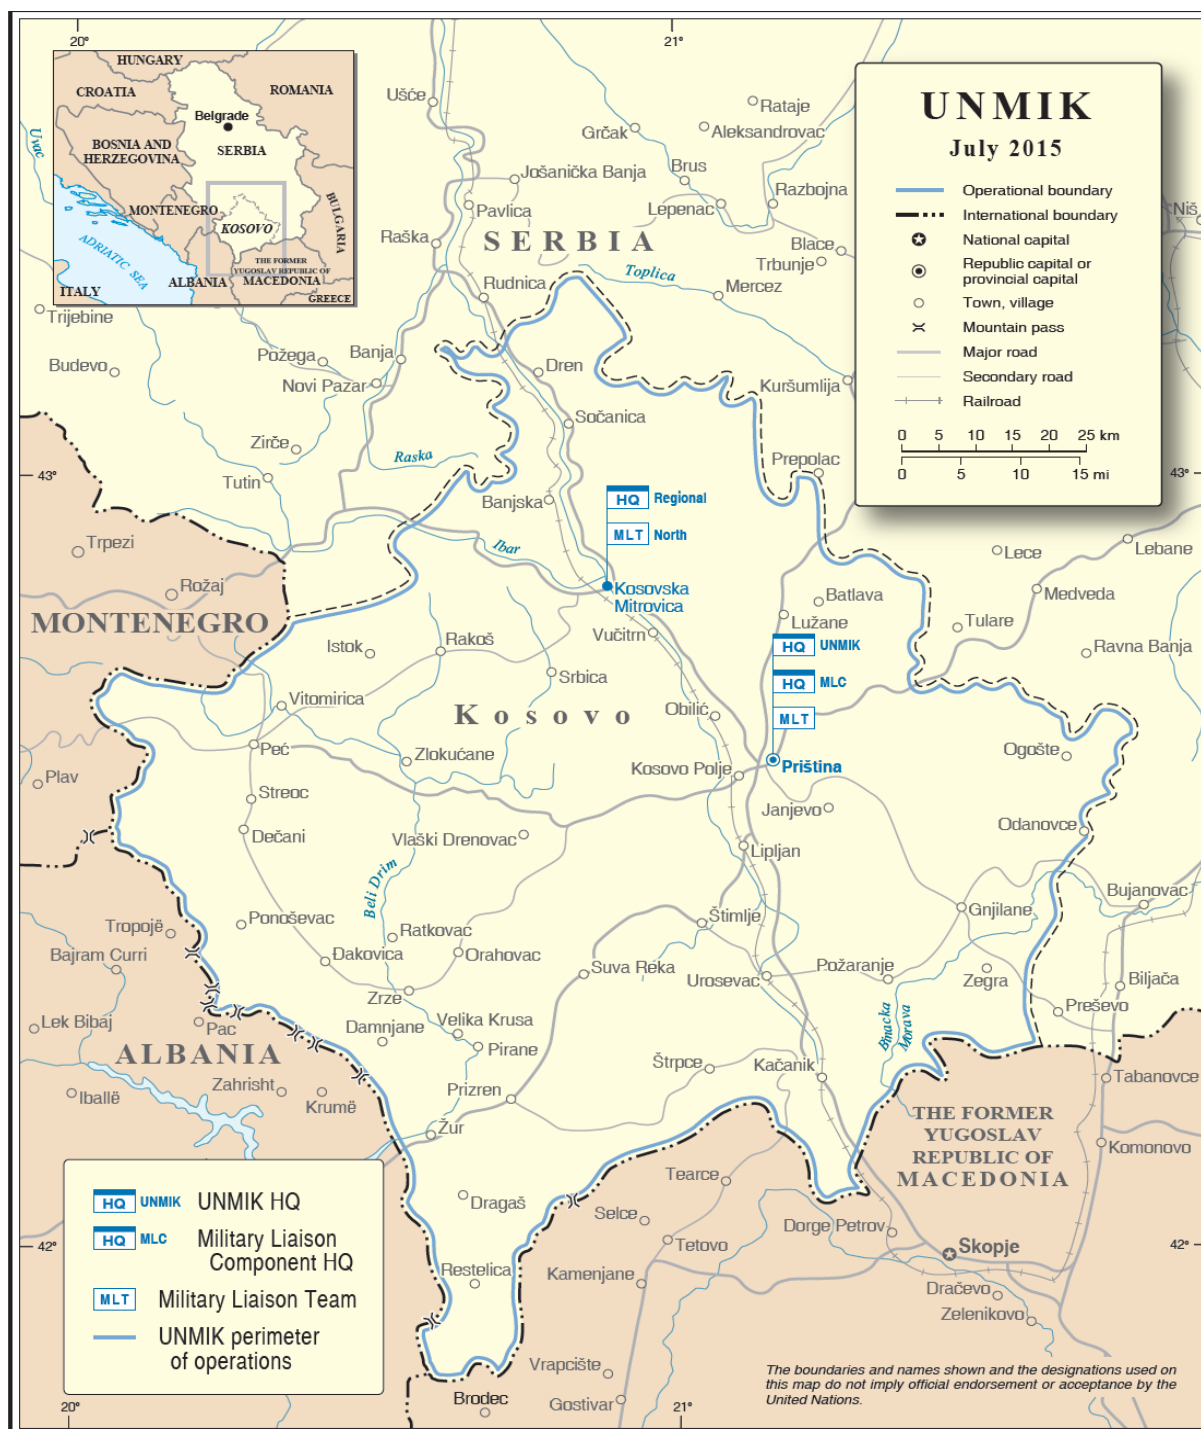 20°
21°
HUNGARY
CROATIA
ROMANIA
Belgrade
BOSNIA AND
HERZEGOVINA
SERBIA
MONTENEGRO
BULGARIA
KOSOVO
ADRIATIC SEA
ALBANIA
THE FORMER
YUGOSLAV REPUBLIC OF
MACEDONIA
ITALY
GREECE
UNMIK
July 2015
Operational boundary
International boundary
National capital
Republic capital or
provincial capital
Town, village
Mountain pass
Major road
Secondary road
Railroad
0 5 10 15 20 25 km
0 5 10 15 mi
Uvac
Ušće
Rataje
Grčak
Aleksandrovac
Brus
Jošanička Banja
Razbojna
Pavlica
Lepenac
Niš
Raška
SERBIA
Blace
Trbunje
Toplica
Rudnica
Mercez
Trijebine
Požega
Banja
Budevo
Dren
Novi Pazar
Kuršumlija
Sočanica
Zirče
Raska
Prepolac
43°
43°
Tutin
Banjska
HQ Regional
MLT North
Ibar
Trpezi
Lece
Lebane
Rožaj
Kosovska
Mitrovica
Batlava
Medveda
MONTENEGRO
Lužane
Tulare
Vučitrn
Istok
Rakoš
HQ UNMIK
Ravna Banja
Srbica
HQ MLC
Vitomirica
Kosovo
Obilić
MLT
Peć
Zlokućane
Ogošte
Plav
Kosovo Polje
Priština
Streoc
Janjevo
Dečani
Vlaški Drenovac
Odanovce
Lipljan
Beli Drim
Bujanovac
Ponoševac
Štimlje
Gnjilane
Tropojë
Ratkovac
Bajram Curri
Đakovica
Orahovac
Suva Reka
Urosevac
Požaranje
Zegra
Biljača
Zrze
Preševo
Lek Bibaj
Pac
Damnjane
Velika Krusa
Binacka
Morava
ALBANIA
Pirane
Štrpce
Kačanik
Zahrisht
Prizren
Tabanovce
Iballë
Krumë
Žur
THE FORMER
YUGOSLAV
REPUBLIC OF
MACEDONIA
Komonovo
Tearce
Dragaš
Selce
Dorge Petrov
Tetovo
Skopje
42°
42°
Restelica
Kamenjane
Dračevo
Zelenikovo
Vrapcište
Brodec
Gostivar
HQ UNMIK UNMIK HQ
HQ MLC Military Liaison
Component HQ
MLT Military Liaison Team
UNMIK perimeter
of operations
The boundaries and names shown and the designations used on
this map do not imply official endorsement or acceptance by the
United Nations.
20°
21°